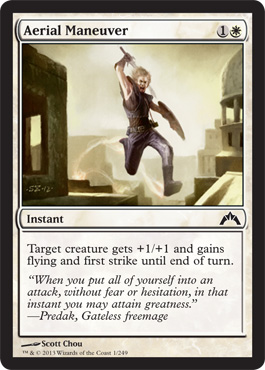 Aerial Maneuver 1
Instant
Target creature gets +1/+1 and gains
flying and first strike until end of turn.
“When you put all of yourself into an
attack, without fear or hesitation, in that
instant you may attain greatness.”
—Predak, Gateless freemage
Scott Chou
™ & © 2013 Wizards of the Coast 1/249